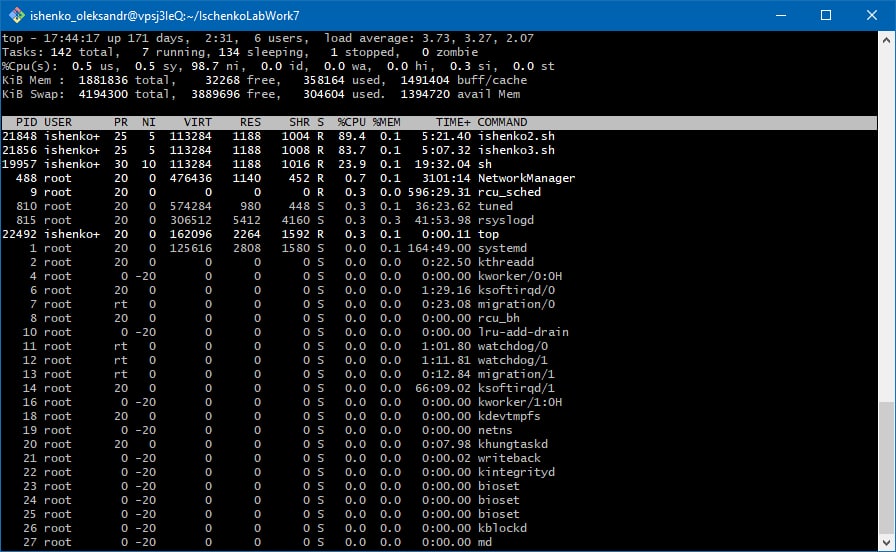 ishenko_oleksandr@vpsj3IeQ:~/IschenkoLabWork7
top - 17:44:17 up 171 days,  2:31,  6 users,  load average: 3.73, 3.27, 2.07
Tasks: 142 total,   7 running, 134 sleeping,   1 stopped,   0 zombie
%Cpu(s):  0.5 us,  0.5 sy, 98.7 ni,  0.0 id,  0.0 wa,  0.0 hi,  0.3 si,  0.0 st
KiB Mem :  1881836 total,    32268 free,   358164 used,  1491404 buff/cache
KiB Swap:  4194300 total,  3889696 free,   304604 used.  1394720 avail Mem
PID USER      PR  NI    VIRT    RES    SHR S  %CPU %MEM     TIME+ COMMAND
21848 ishenko+  25   5  113284   1188   1004 R  89.4  0.1   5:21.40 ishenko2.sh
21856 ishenko+  25   5  113284   1188   1008 R  83.7  0.1   5:07.32 ishenko3.sh
19957 ishenko+  30  10  113284   1188   1016 R  23.9  0.1  19:32.04 sh
488 root      20   0  476436   1140    452 R   0.7  0.1   3101:14 NetworkManager
9 root      20   0       0      0      0 R   0.3  0.0 596:29.31 rcu_sched
810 root      20   0  574284    980    448 S   0.3  0.1  36:23.62 tuned
815 root      20   0  306512   5412   4160 S   0.3  0.3  41:53.98 rsyslogd
22492 ishenko+  20   0  162096   2264   1592 R   0.3  0.1   0:00.11 top
1 root      20   0  125616   2808   1580 S   0.0  0.1 164:49.00 systemd
2 root      20   0       0      0      0 S   0.0  0.0   0:22.50 kthreadd
4 root       0 -20       0      0      0 S   0.0  0.0   0:00.00 kworker/0:0H
6 root      20   0       0      0      0 S   0.0  0.0   1:29.16 ksoftirqd/0
7 root      rt   0       0      0      0 S   0.0  0.0   0:23.08 migration/0
8 root      20   0       0      0      0 S   0.0  0.0   0:00.00 rcu_bh
10 root       0 -20       0      0      0 S   0.0  0.0   0:00.00 lru-add-drain
11 root      rt   0       0      0      0 S   0.0  0.0   1:01.80 watchdog/0
12 root      rt   0       0      0      0 S   0.0  0.0   1:11.81 watchdog/1
13 root      rt   0       0      0      0 S   0.0  0.0   0:12.84 migration/1
14 root      20   0       0      0      0 S   0.0  0.0  66:09.02 ksoftirqd/1
16 root       0 -20       0      0      0 S   0.0  0.0   0:00.00 kworker/1:0H
18 root      20   0       0      0      0 S   0.0  0.0   0:00.00 kdevtmpfs
19 root       0 -20       0      0      0 S   0.0  0.0   0:00.00 netns
20 root      20   0       0      0      0 S   0.0  0.0   0:07.98 khungtaskd
21 root       0 -20       0      0      0 S   0.0  0.0   0:00.02 writeback
22 root       0 -20       0      0      0 S   0.0  0.0   0:00.00 kintegrityd
23 root       0 -20       0      0      0 S   0.0  0.0   0:00.00 bioset
24 root       0 -20       0      0      0 S   0.0  0.0   0:00.00 bioset
25 root       0 -20       0      0      0 S   0.0  0.0   0:00.00 bioset
26 root       0 -20       0      0      0 S   0.0  0.0   0:00.00 kblockd
27 root       0 -20       0      0      0 S   0.0  0.0   0:00.00 md